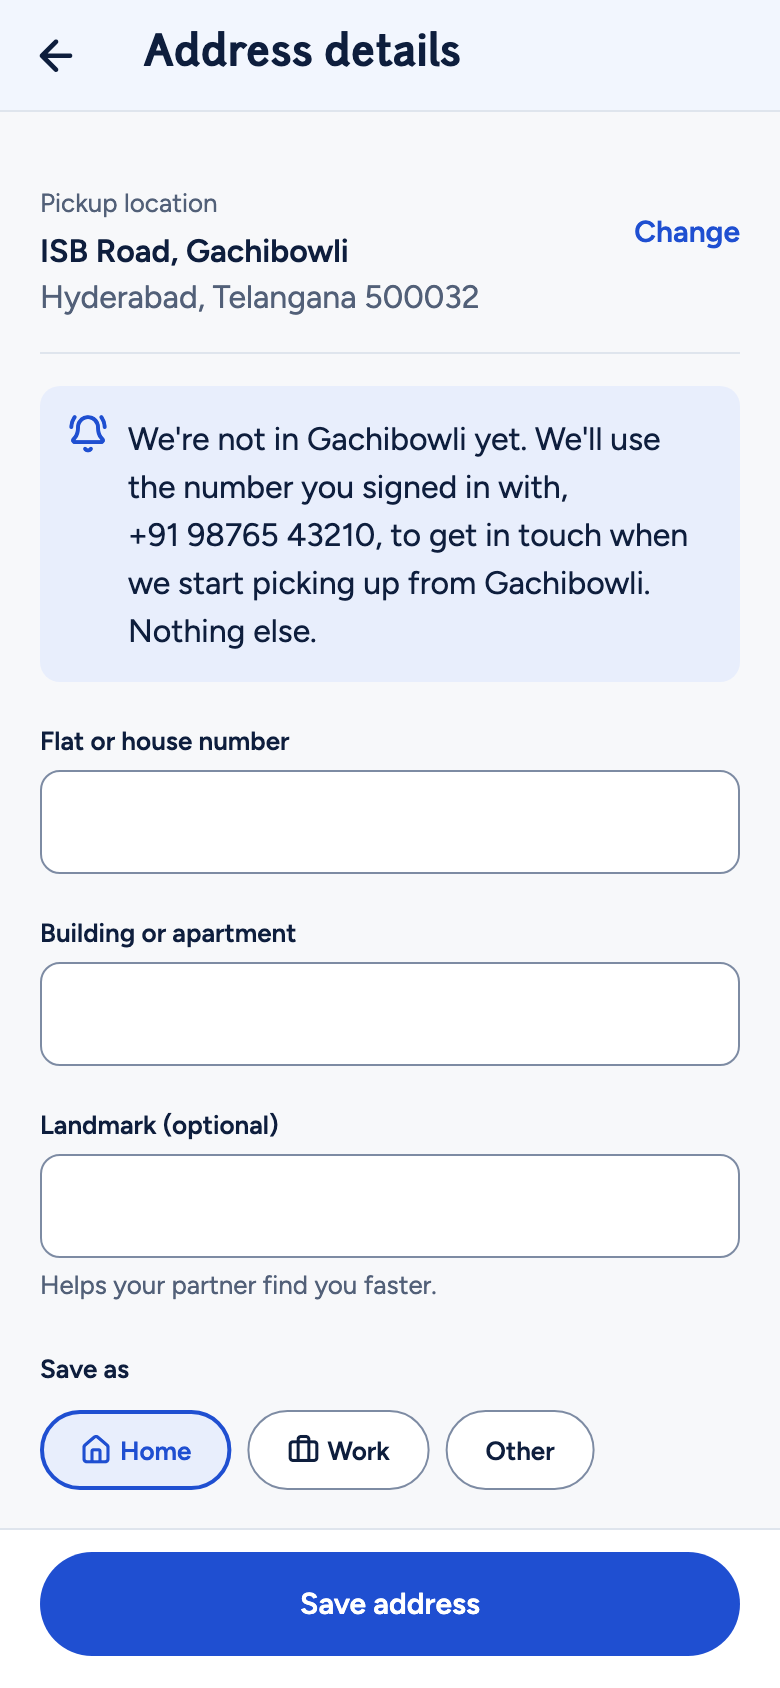 Address details
Pickup location
ISB Road, Gachibowli
Hyderabad, Telangana 500032
Change
We're not in Gachibowli yet. We'll use
the number you signed in with,
+91 98765 43210, to get in touch when
we start picking up from Gachibowli.
Nothing else.
Flat or house number
Building or apartment
Landmark (optional)
Helps your partner find you faster.
Save as
Home
Work
Other
Save address